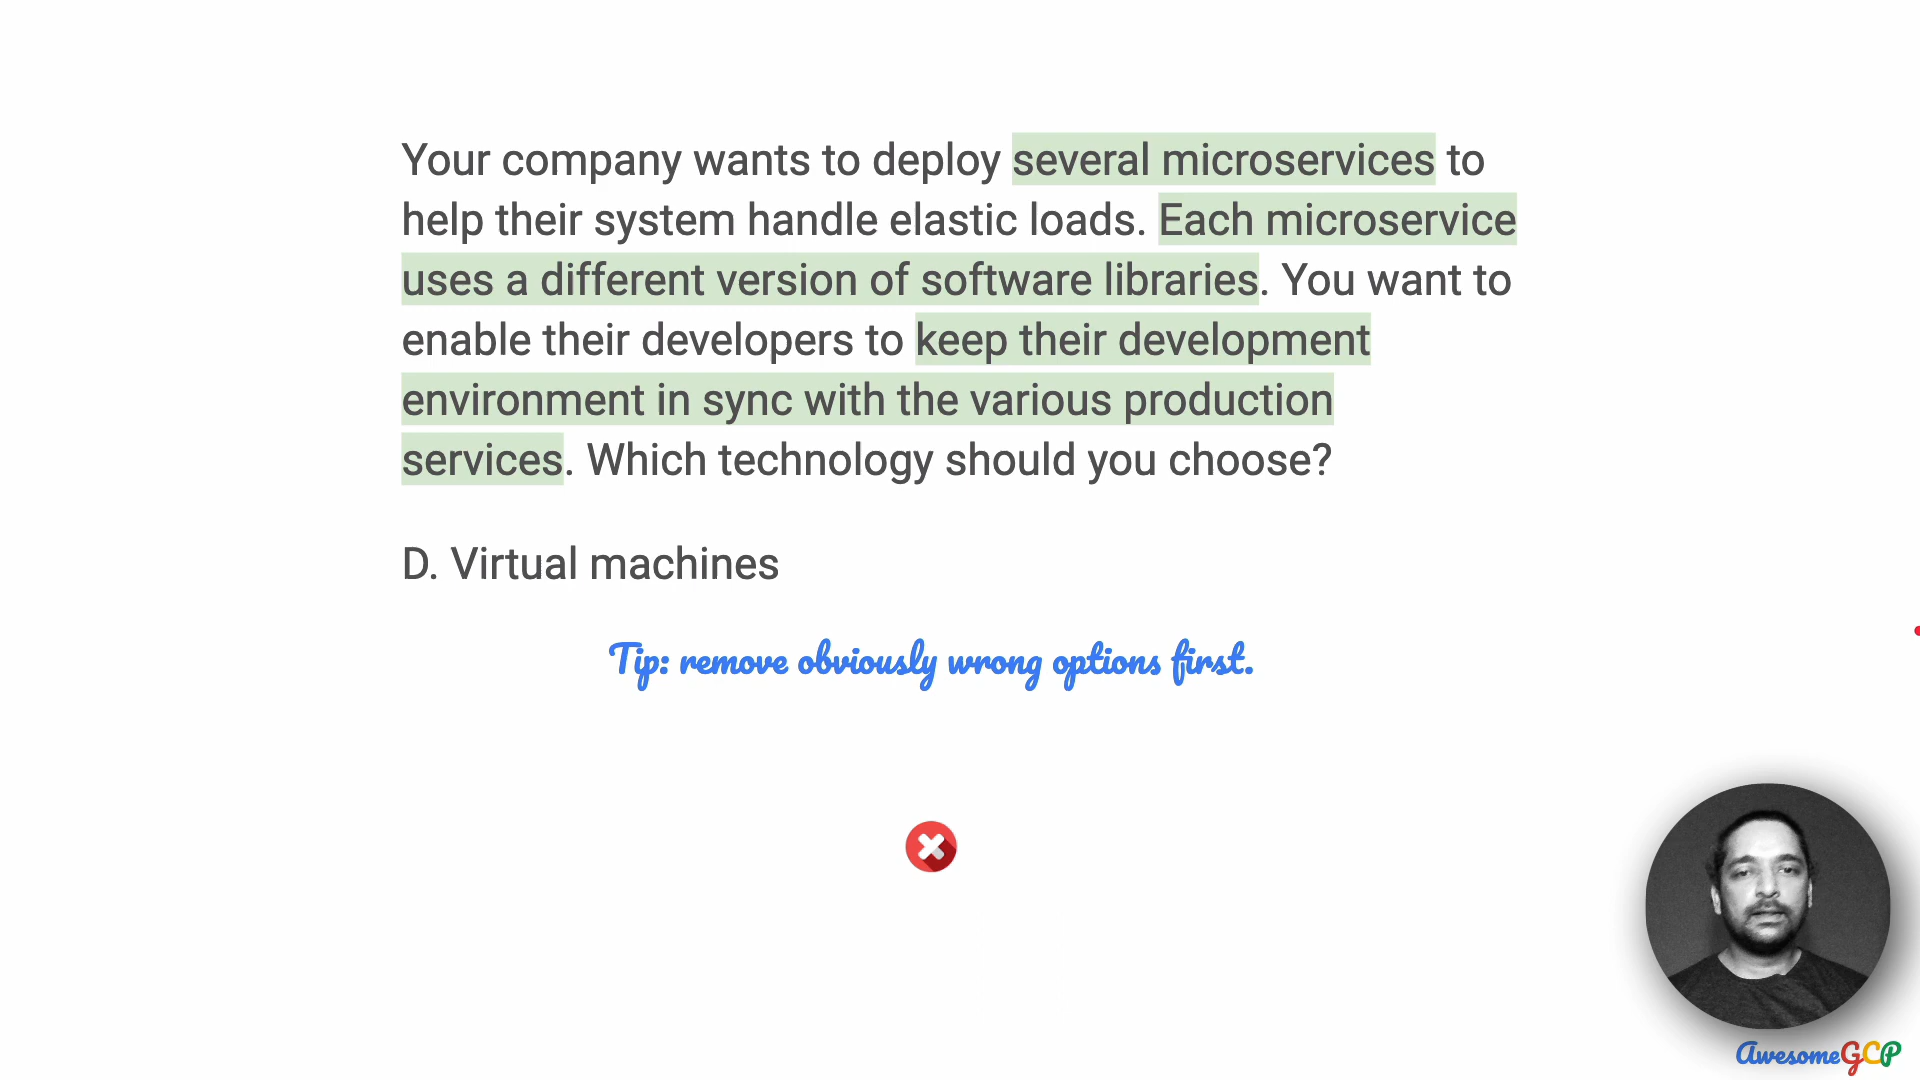 Your company wants to deploy several microservices to
help their system handle elastic loads. Each microservice
uses a different version of software libraries. You want to
enable their developers to keep their development
environment in sync with the various production
services. Which technology should you choose?
D. Virtual machines
Tip: remove obviously wrong options first.
AwesomeGCP